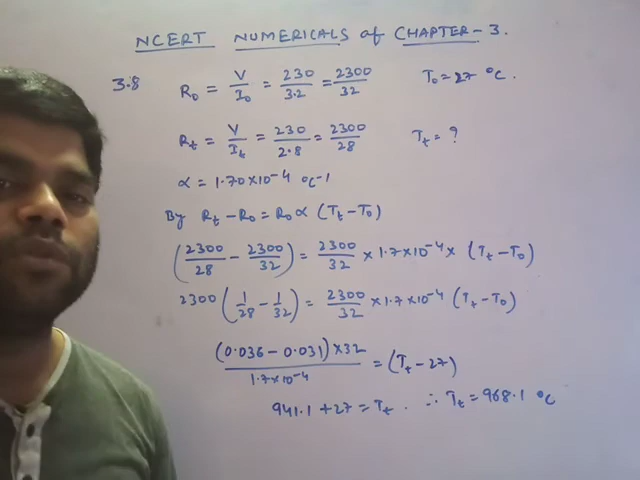 NCERT NUMERICALS of CHAPTER-3.
3.8 R₀ = V/I₀ = 230/3.2 = 2300/32 T₀=27 °C.
Rₜ = V/Iₜ = 230/2.8 = 2300/28 Tₜ = ?
α = 1.70×10⁻⁴ °C⁻¹
By Rₜ-R₀ = R₀ α (Tₜ-T₀)
(2300/28 - 2300/32) = 2300/32 × 1.7×10⁻⁴ × (Tₜ-T₀)
2300 (1/28 - 1/32) = 2300/32 × 1.7×10⁻⁴ (Tₜ-T₀)
(0.036-0.031)×32/1.7×10⁻⁴ = (Tₜ-27)
941.1+27 = Tₜ. ∴ Tₜ = 968.1 °C